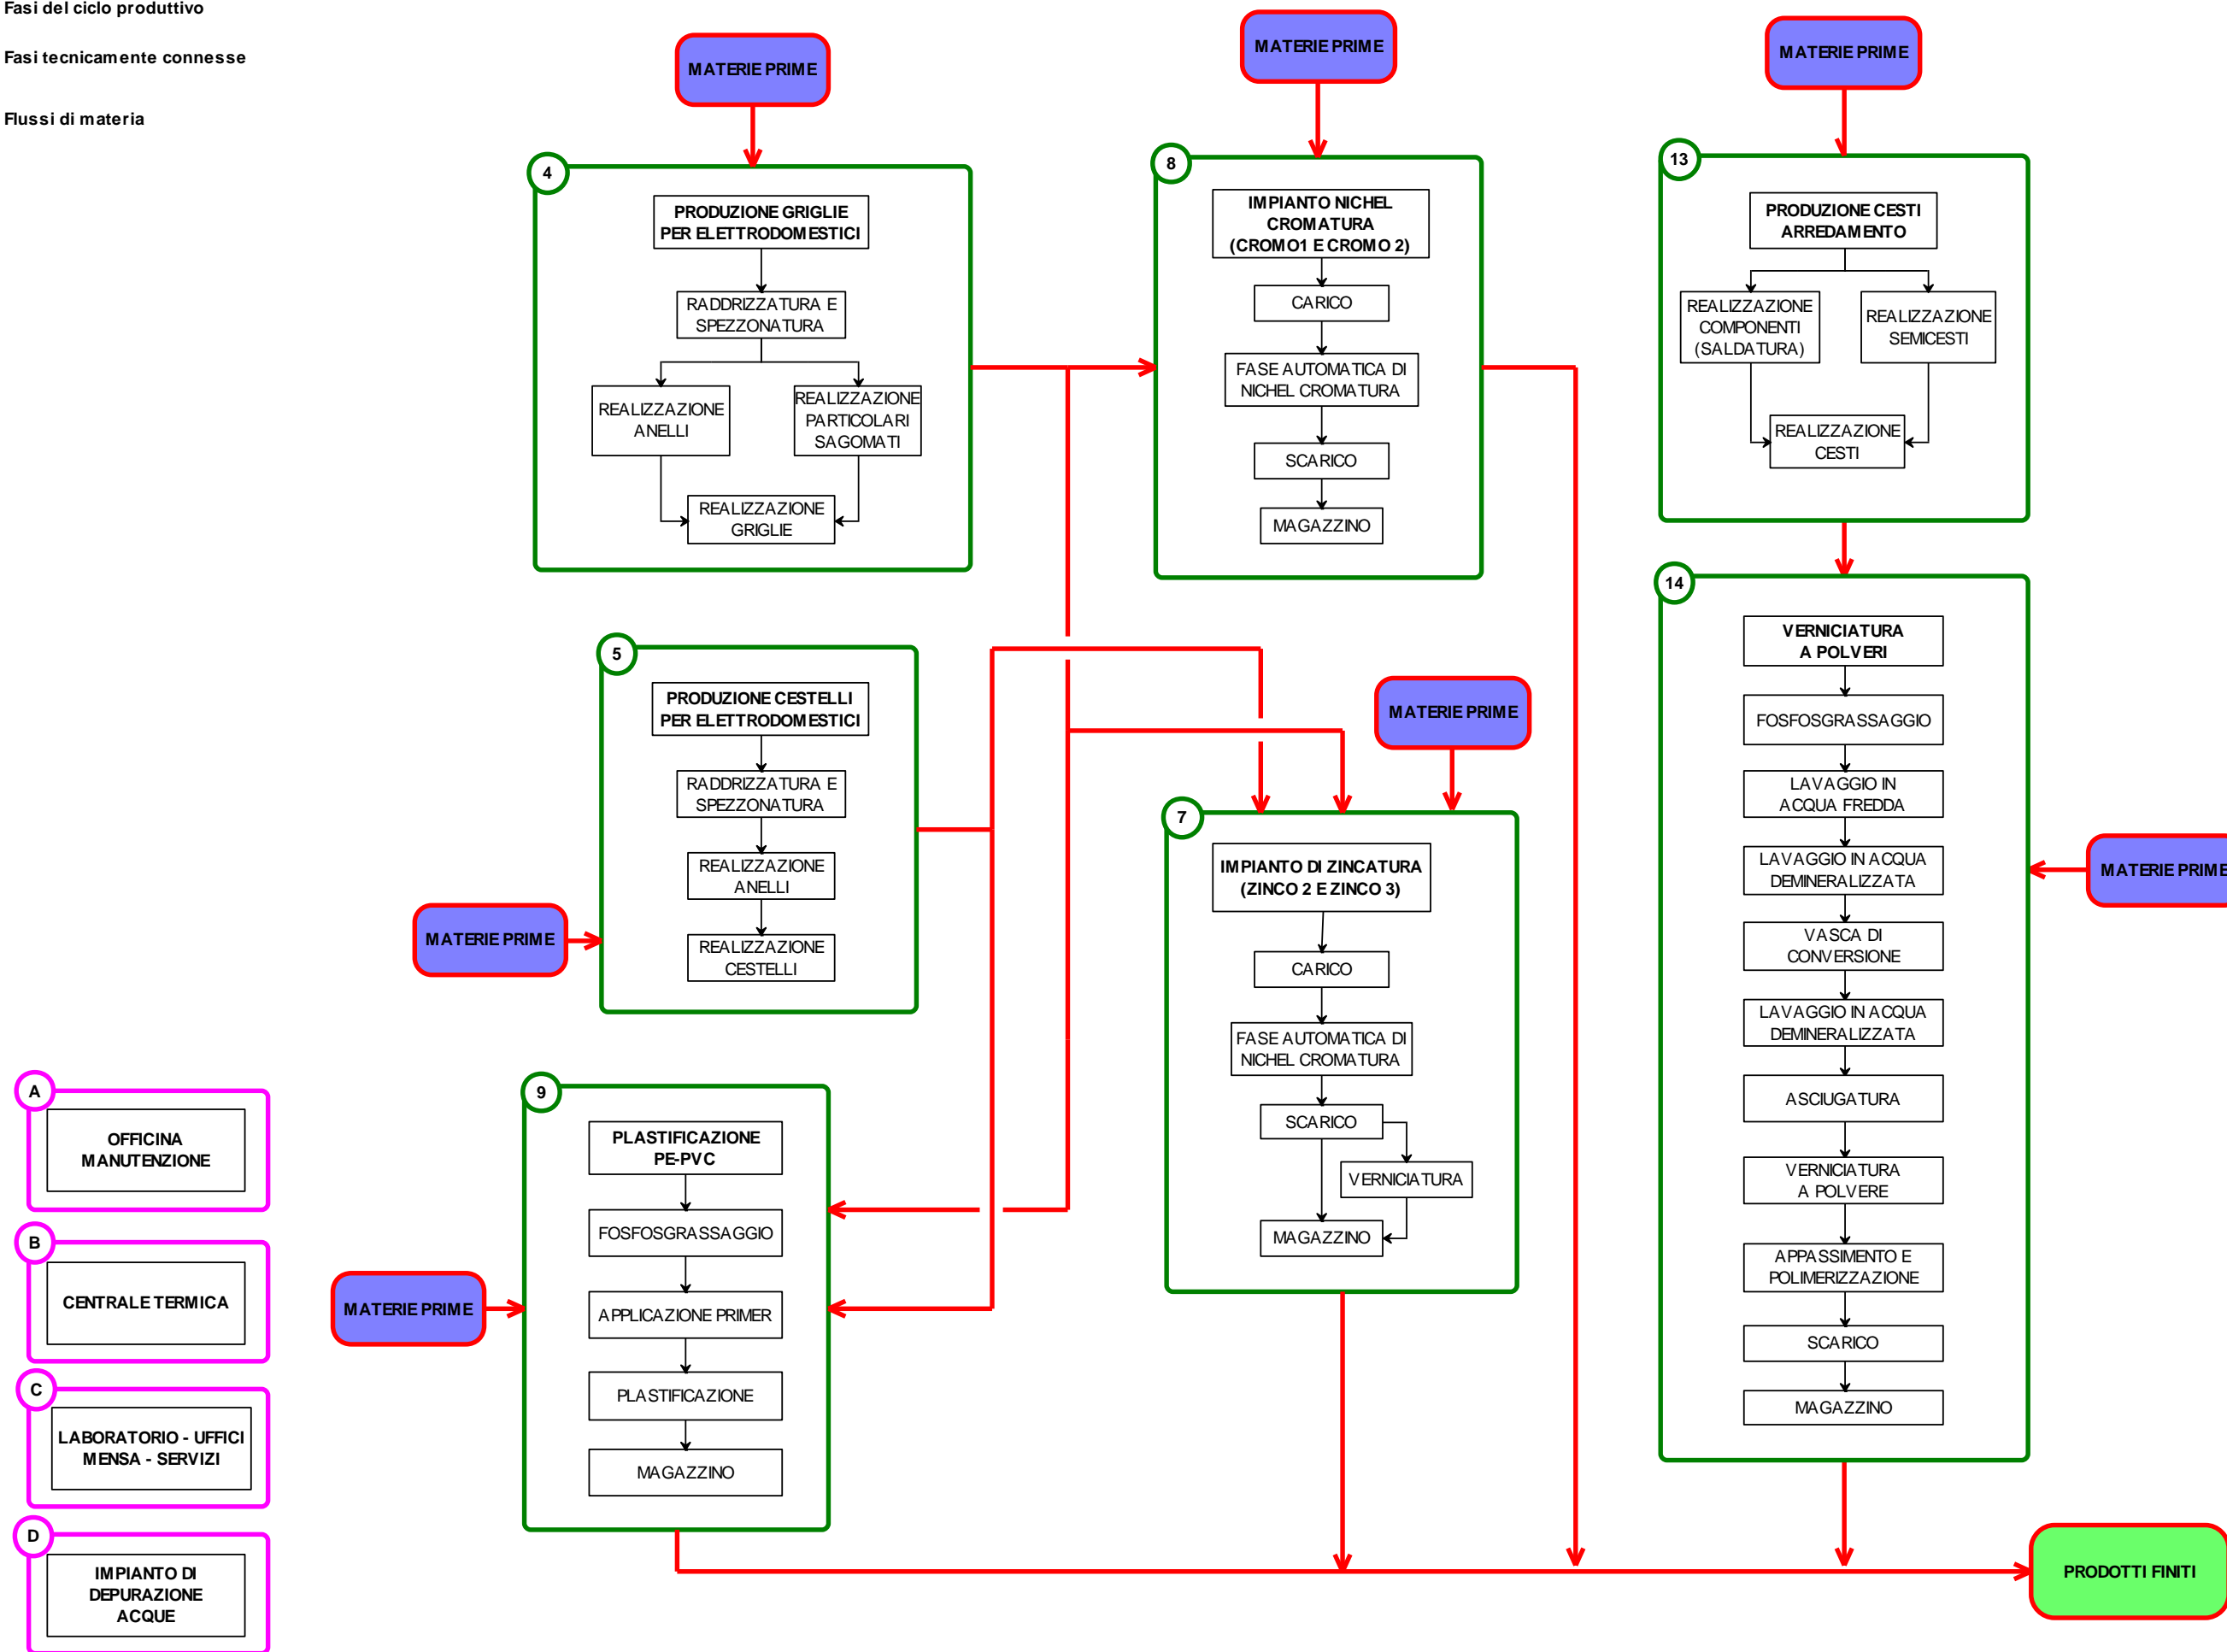 Fasi del ciclo produttivo
Fasi tecnicamente connesse
Flussi di materia
MATERIE PRIME
MATERIE PRIME
MATERIE PRIME
4
PRODUZIONE GRIGLIE
PER ELETTRODOMESTICI
RADDRIZZATURA E
SPEZZONATURA
REALIZZAZIONE
ANELLI
REALIZZAZIONE
PARTICOLARI
SAGOMATI
REALIZZAZIONE
GRIGLIE
8
IMPIANTO NICHEL
CROMATURA
(CROMO1 E CROMO 2)
CARICO
FASE AUTOMATICA DI
NICHEL CROMATURA
SCARICO
MAGAZZINO
13
PRODUZIONE CESTI
ARREDAMENTO
REALIZZAZIONE
COMPONENTI
(SALDATURA)
REALIZZAZIONE
SEMICESTI
REALIZZAZIONE
CESTI
5
PRODUZIONE CESTELLI
PER ELETTRODOMESTICI
RADDRIZZATURA E
SPEZZONATURA
REALIZZAZIONE
ANELLI
REALIZZAZIONE
CESTELLI
MATERIE PRIME
MATERIE PRIME
7
IMPIANTO DI ZINCATURA
(ZINCO 2 E ZINCO 3)
CARICO
FASE AUTOMATICA DI
NICHEL CROMATURA
SCARICO
VERNICIATURA
MAGAZZINO
14
VERNICIATURA
A POLVERI
FOSFOSGRASSAGGIO
LAVAGGIO IN
ACQUA FREDDA
LAVAGGIO IN ACQUA
DEMINERALIZZATA
VASCA DI
CONVERSIONE
LAVAGGIO IN ACQUA
DEMINERALIZZATA
ASCIUGATURA
VERNICIATURA
A POLVERE
APPASSIMENTO E
POLIMERIZZAZIONE
SCARICO
MAGAZZINO
MATERIE PRIME
A
OFFICINA
MANUTENZIONE
B
CENTRALE TERMICA
C
LABORATORIO - UFFICI
MENSA - SERVIZI
D
IMPIANTO DI
DEPURAZIONE
ACQUE
9
PLASTIFICAZIONE
PE-PVC
FOSFOSGRASSAGGIO
APPLICAZIONE PRIMER
PLASTIFICAZIONE
MAGAZZINO
MATERIE PRIME
PRODOTTI FINITI